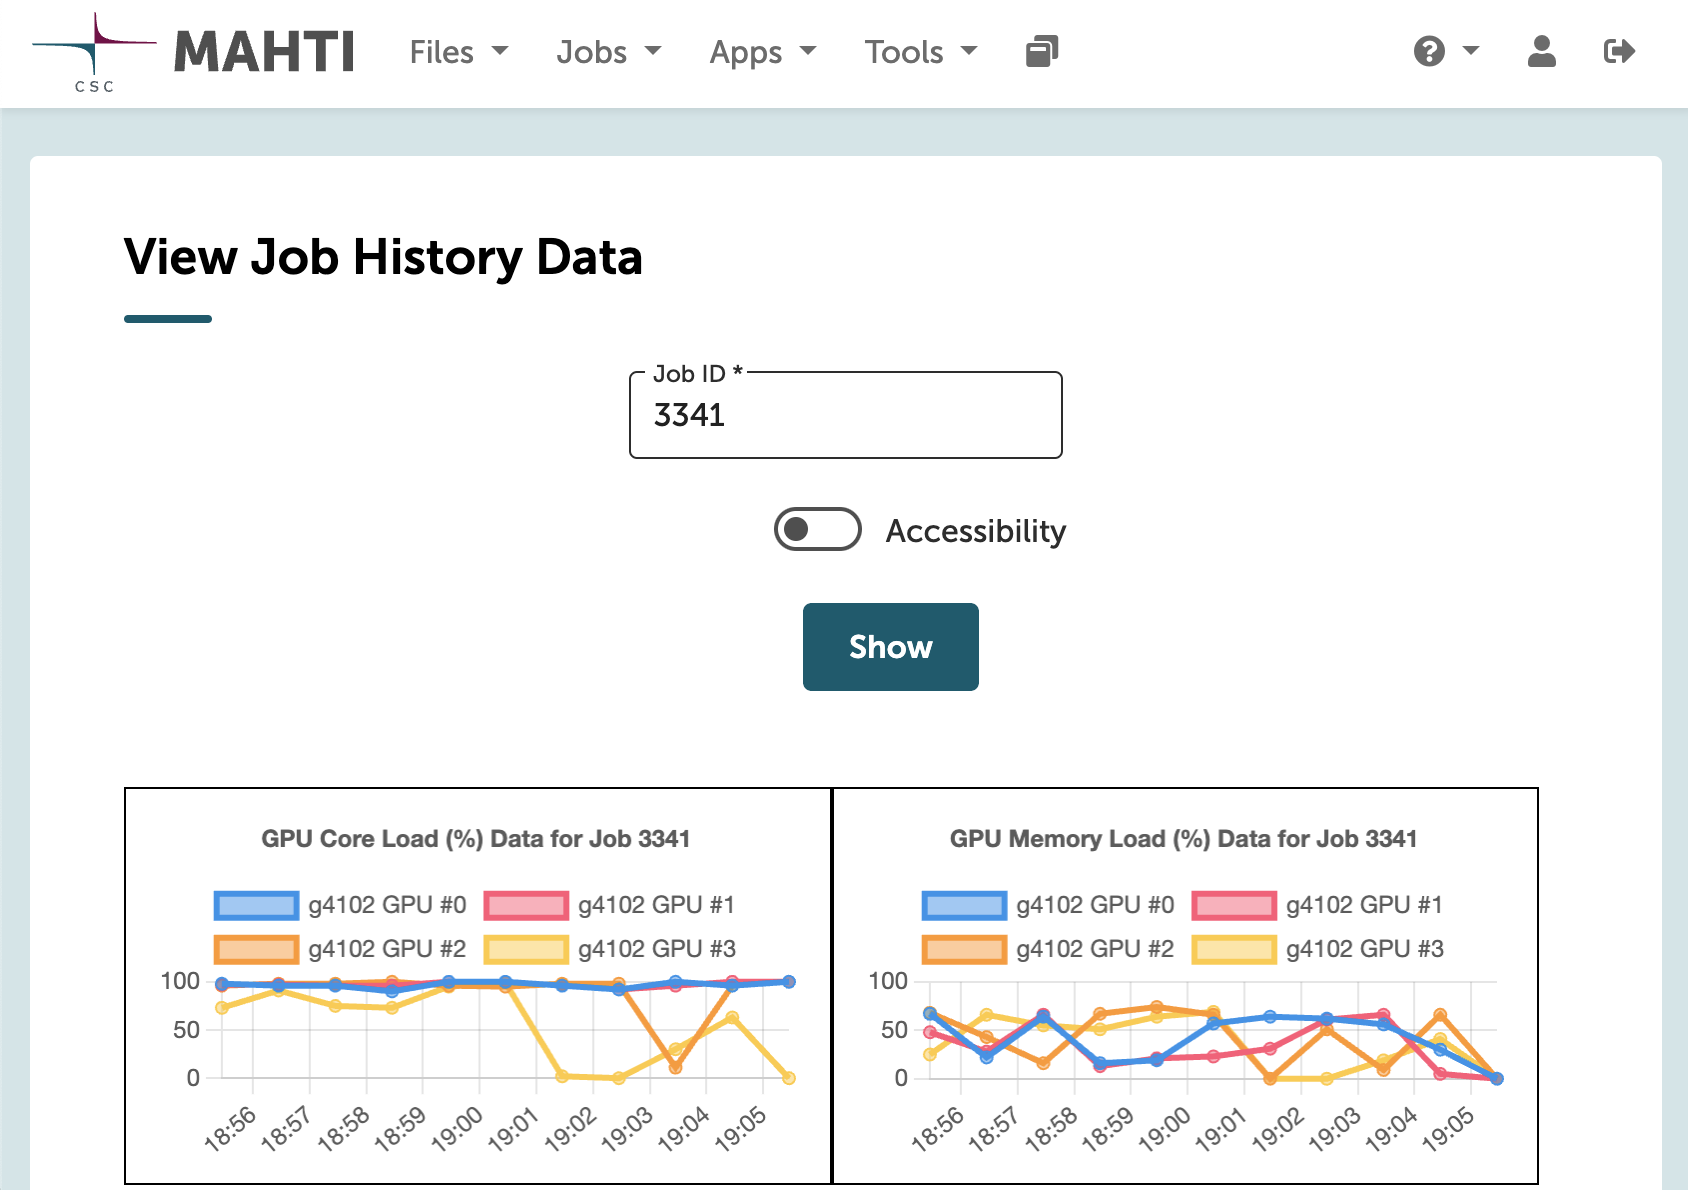 CSC
MAHTI Files Jobs Apps Tools
View Job History Data
Job ID *
3341
Accessibility
Show
GPU Core Load (%) Data for Job 3341
g4102 GPU #0 g4102 GPU #1
g4102 GPU #2 g4102 GPU #3
100
50
0
18:56 18:57 18:58 18:59 19:00 19:01 19:02 19:03 19:04 19:05
GPU Memory Load (%) Data for Job 3341
g4102 GPU #0 g4102 GPU #1
g4102 GPU #2 g4102 GPU #3
100
50
0
18:56 18:57 18:58 18:59 19:00 19:01 19:02 19:03 19:04 19:05